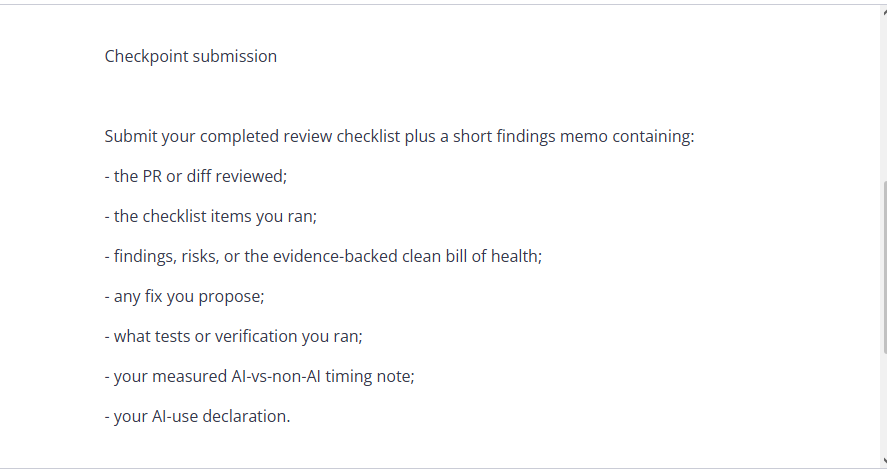 Checkpoint submission
Submit your completed review checklist plus a short findings memo containing:
- the PR or diff reviewed;
- the checklist items you ran;
- findings, risks, or the evidence-backed clean bill of health;
- any fix you propose;
- what tests or verification you ran;
- your measured AI-vs-non-AI timing note;
- your AI-use declaration.